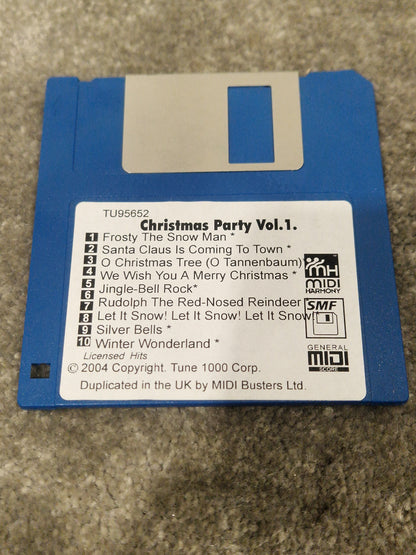 TU95652
Christmas Party Vol.1.
1 Frosty The Snow Man *
2 Santa Claus Is Coming To Town *
3 O Christmas Tree (O Tannenbaum)
4 We Wish You A Merry Christmas *
5 Jingle-Bell Rock*
6
7 Rudolph The Red-Nosed Reindeer
8 Let It Snow! Let It Snow! Let It Snow!
9 Silver Bells *
10 Winter Wonderland *
Licensed Hits
© 2004 Copyright. Tune 1000 Corp.
Duplicated in the UK by MIDI Busters Ltd.
MH
MIDI
HARMONY
SMF
GENERAL
MIDI
SCORE